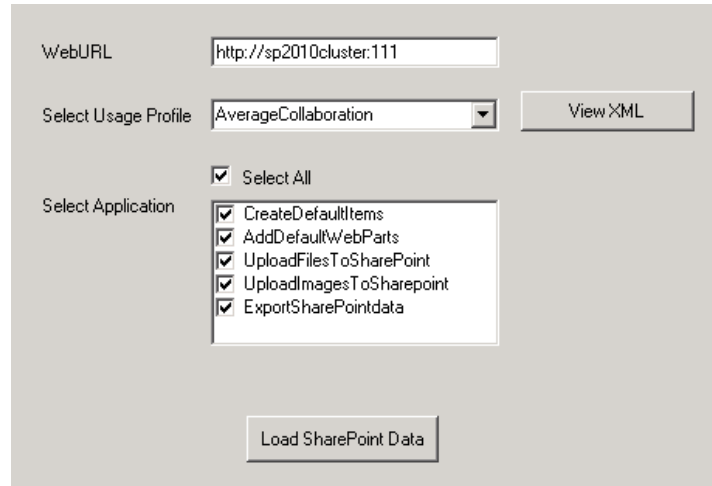 WebURL http://sp2010cluster:111
Select Usage Profile AverageCollaboration View XML
Select All
Select Application
CreateDefaultItems
AddDefaultWebParts
UploadFilesToSharePoint
UploadImagesToSharepoint
ExportSharePointdata
Load SharePoint Data